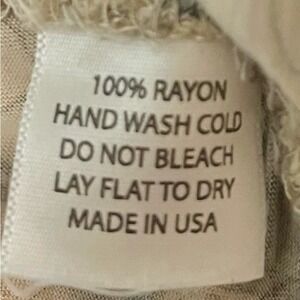 100% RAYON
HAND WASH COLD
DO NOT BLEACH
LAY FLAT TO DRY
MADE IN USA